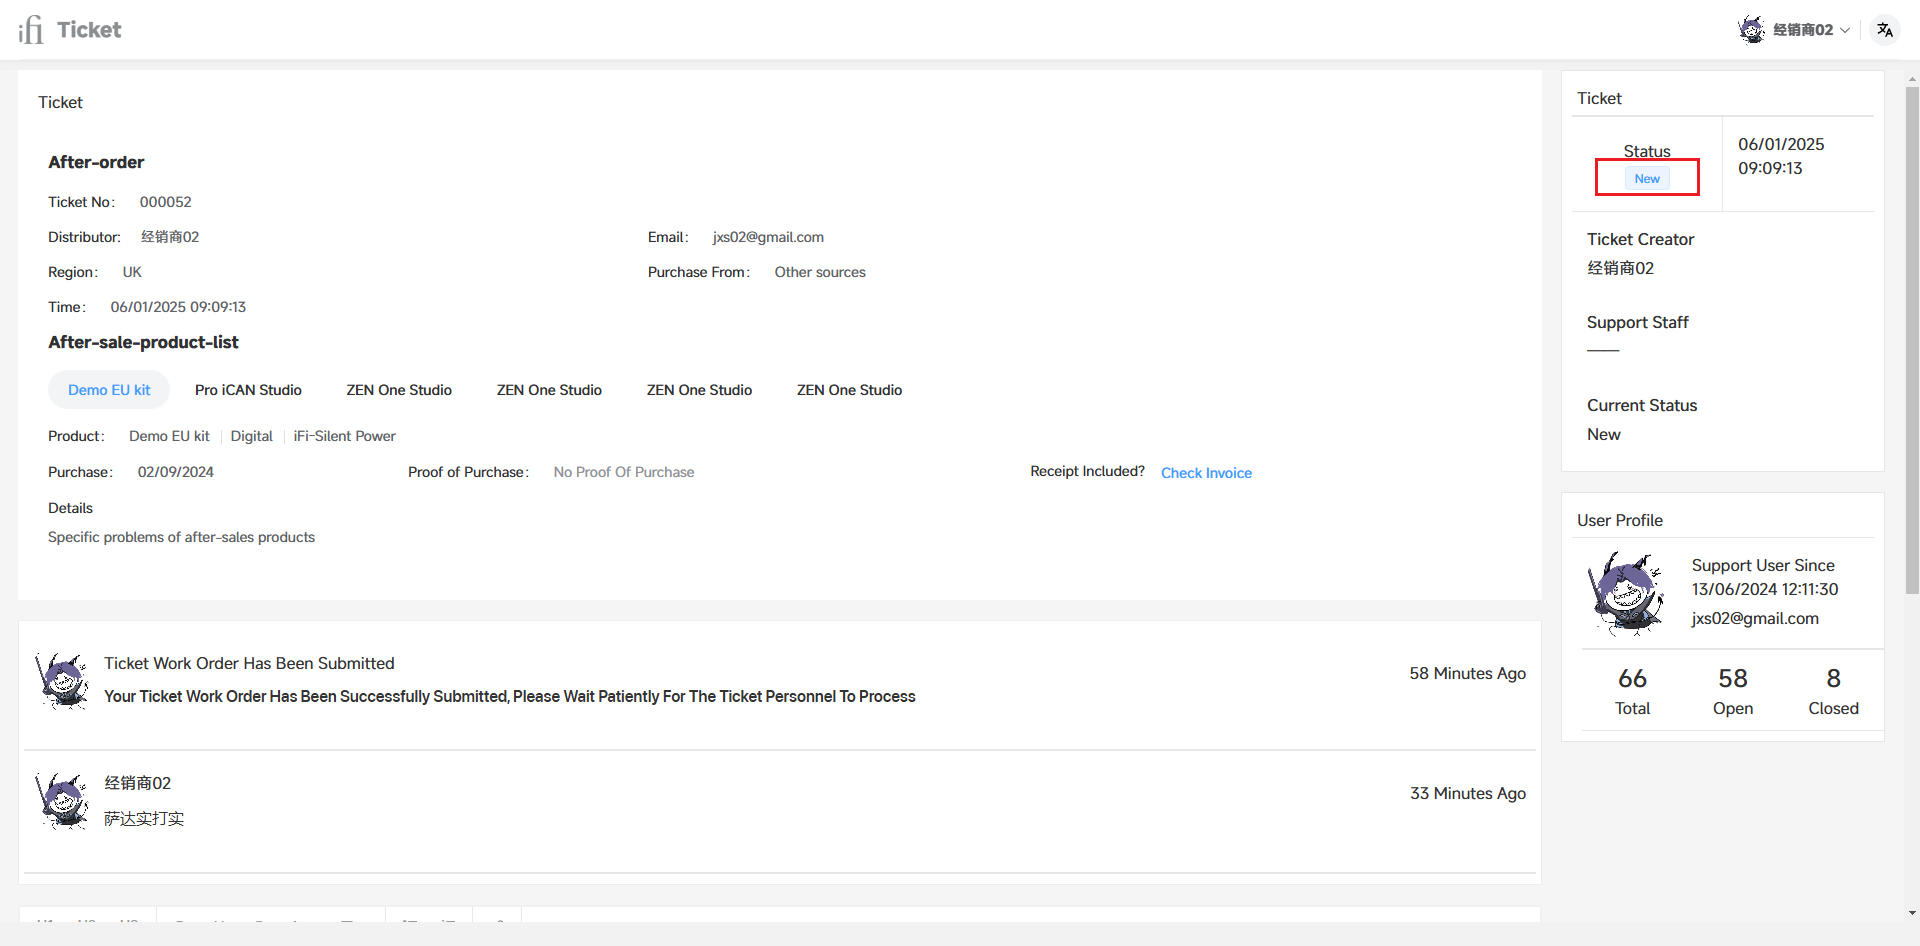 ifi Ticket
经销商02
Ticket
After-order
Ticket No: 000052
Distributor: 经销商02
Email: jxs02@gmail.com
Region: UK
Purchase From: Other sources
Time: 06/01/2025 09:09:13
After-sale-product-list
Demo EU kit
Pro iCAN Studio
ZEN One Studio
ZEN One Studio
ZEN One Studio
ZEN One Studio
Product: Demo EU kit Digital iFi-Silent Power
Purchase: 02/09/2024
Proof of Purchase: No Proof Of Purchase
Receipt Included? Check Invoice
Details
Specific problems of after-sales products
Ticket Work Order Has Been Submitted
58 Minutes Ago
Your Ticket Work Order Has Been Successfully Submitted, Please Wait Patiently For The Ticket Personnel To Process
经销商02
33 Minutes Ago
萨达实打实
Ticket
Status
New
06/01/2025
09:09:13
Ticket Creator
经销商02
Support Staff
——
Current Status
New
User Profile
Support User Since
13/06/2024 12:11:30
jxs02@gmail.com
66
Total
58
Open
8
Closed